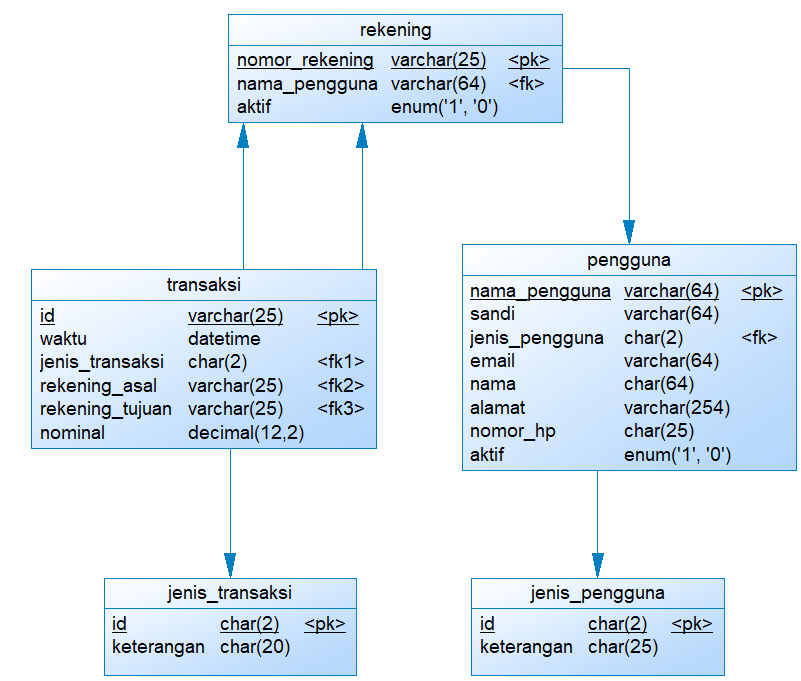 rekening
nomor_rekening varchar(25) <pk>
nama_pengguna varchar(64) <fk>
aktif enum('1', '0')
transaksi
id varchar(25) <pk>
waktu datetime
jenis_transaksi char(2) <fk1>
rekening_asal varchar(25) <fk2>
rekening_tujuan varchar(25) <fk3>
nominal decimal(12,2)
pengguna
nama_pengguna varchar(64) <pk>
sandi varchar(64)
jenis_pengguna char(2) <fk>
email varchar(64)
nama char(64)
alamat varchar(254)
nomor_hp char(25)
aktif enum('1', '0')
jenis_transaksi
id char(2) <pk>
keterangan char(20)
jenis_pengguna
id char(2) <pk>
keterangan char(25)